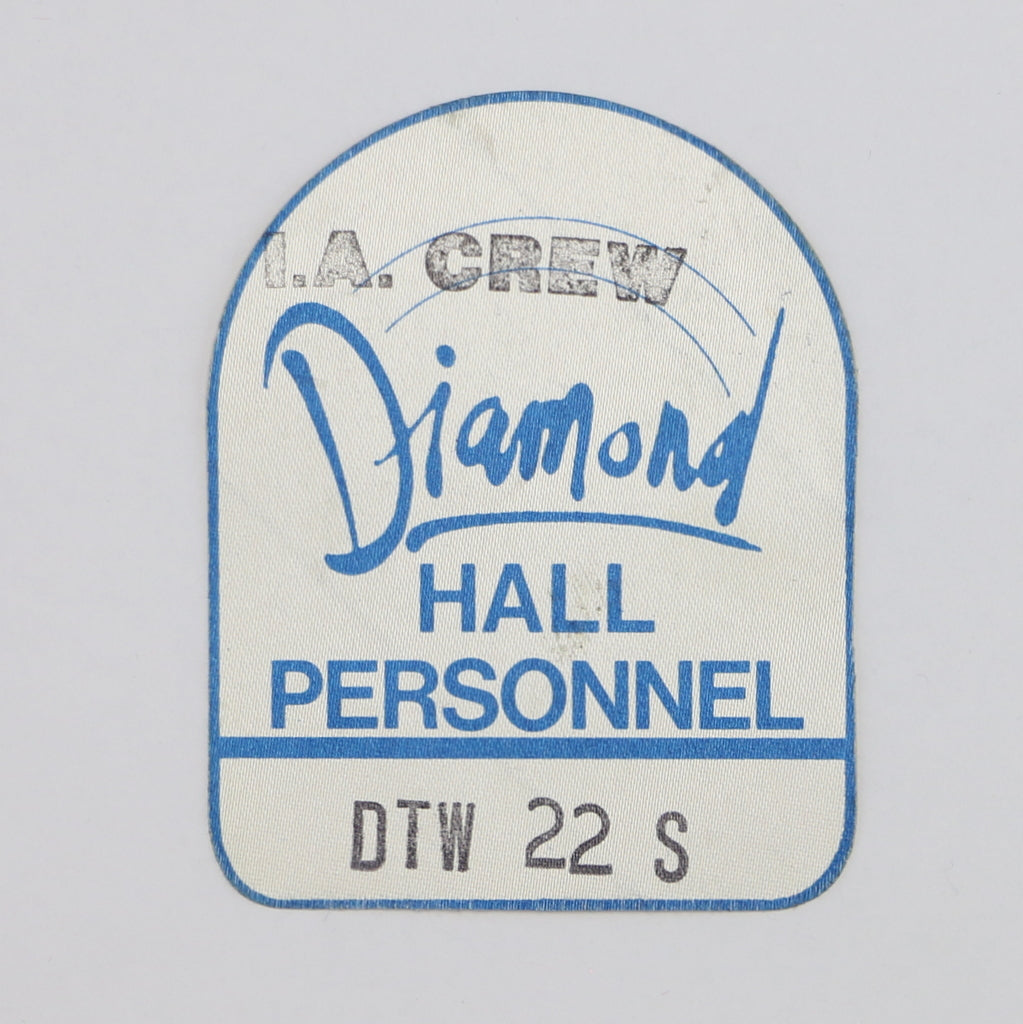 I.A. CREW
Diamond
HALL
PERSONNEL
DTW 22 S